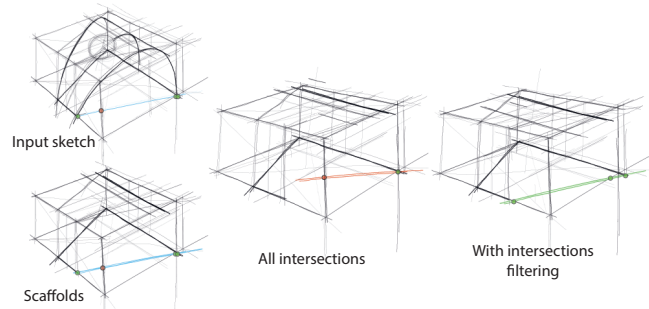 Input sketch
Scaffolds
All intersections
With intersections
filtering